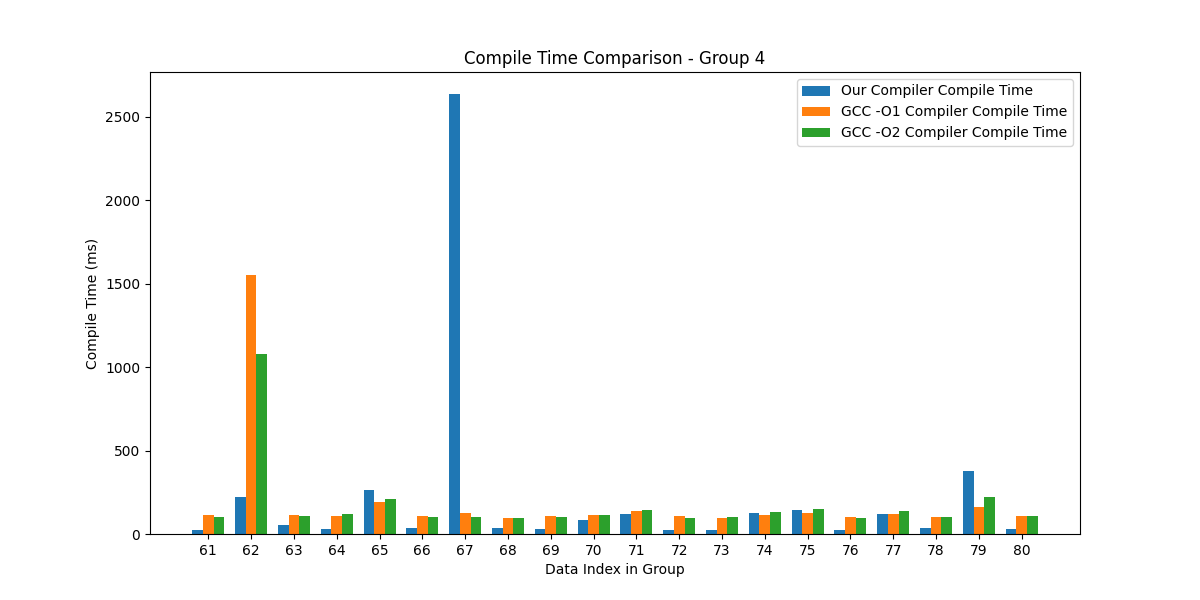 Compile Time Comparison - Group 4
Our Compiler Compile Time
GCC -O1 Compiler Compile Time
GCC -O2 Compiler Compile Time
Compile Time (ms)
2500
2000
1500
1000
500
0
61 62 63 64 65 66 67 68 69 70 71 72 73 74 75 76 77 78 79 80
Data Index in Group